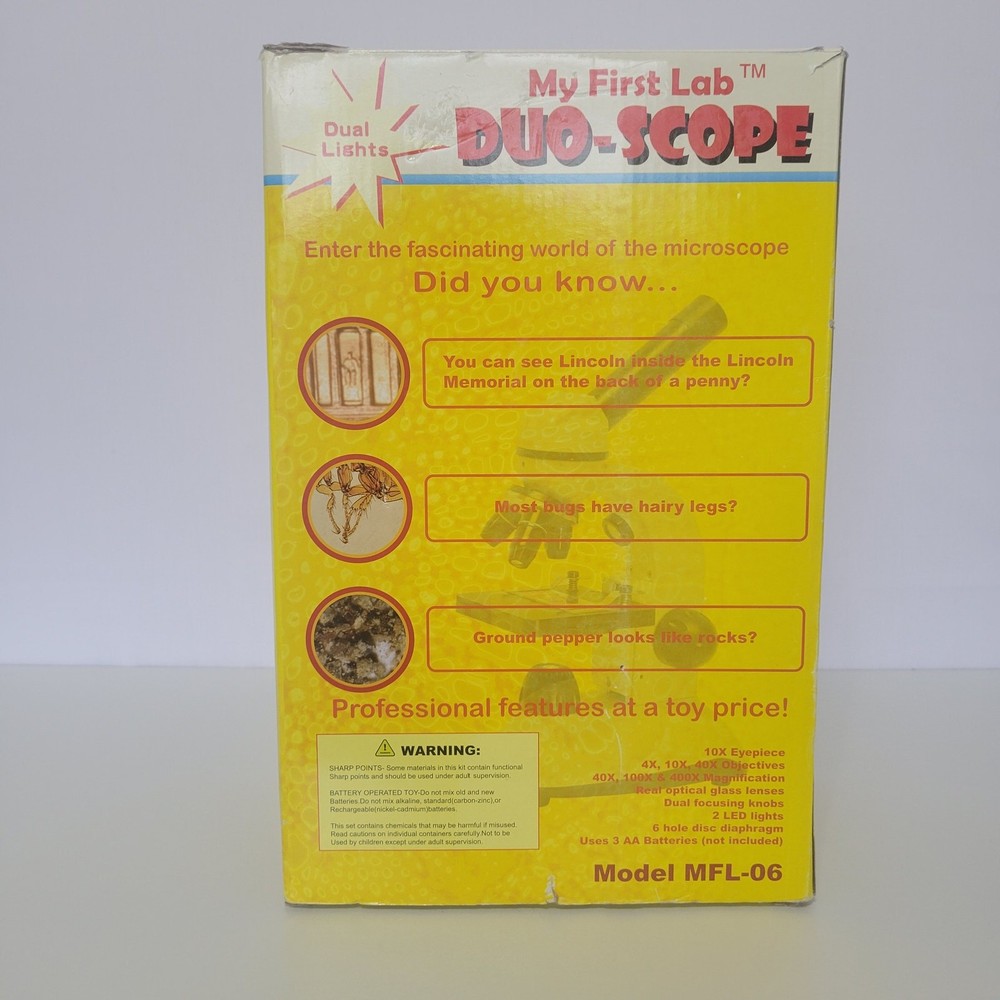 My First Lab™
DUO-SCOPE
Dual
Lights
Enter the fascinating world of the microscope
Did you know...
You can see Lincoln inside the Lincoln
Memorial on the back of a penny?
Most bugs have hairy legs?
Ground pepper looks like rocks?
Professional features at a toy price!
WARNING:
SHARP POINTS- Some materials in this kit contain functional
Sharp points and should be used under adult supervision.
BATTERY OPERATED TOY-Do not mix old and new
Batteries.Do not mix alkaline, standard(carbon-zinc),or
Rechargeable(nickel-cadmium)batteries.
This set contains chemicals that may be harmful if misused.
Read cautions on individual containers carefully.Not to be
Used by children except under adult supervision.
10X Eyepiece
4X, 10X, 40X Objectives
40X, 100X & 400X Magnification
Real optical glass lenses
Dual focusing knobs
2 LED lights
6 hole disc diaphragm
Uses 3 AA Batteries (not included)
Model MFL-06